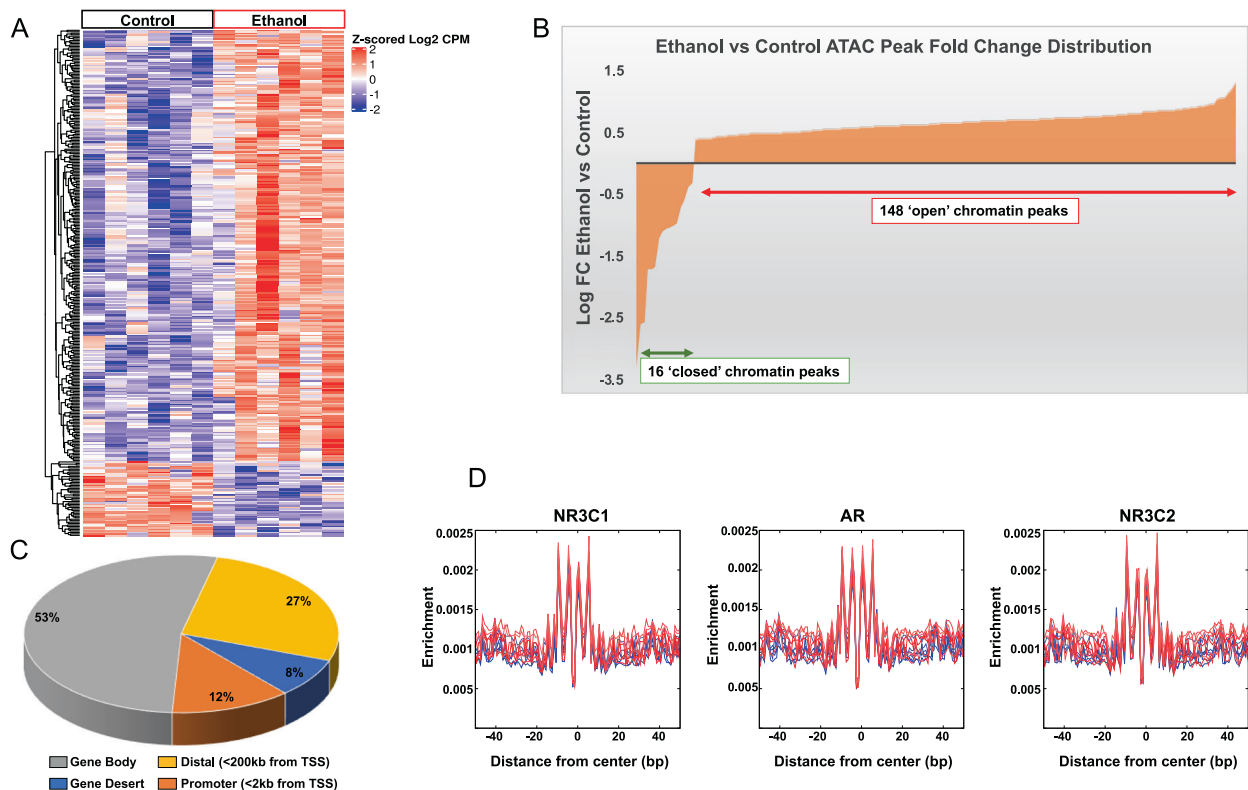 A
Control
Ethanol
Z-scored Log2 CPM
2
1
0
-1
-2
B
Ethanol vs Control ATAC Peak Fold Change Distribution
Log FC Ethanol vs Control
1.5
0.5
-0.5
-1.5
-2.5
-3.5
148 ‘open’ chromatin peaks
16 ‘closed’ chromatin peaks
C
53%
27%
8%
12%
Gene Body
Distal (<200kb from TSS)
Gene Desert
Promoter (<2kb from TSS)
D
NR3C1
Enrichment
0.0025
0.002
0.0015
0.001
0.005
-40
-20
0
20
40
Distance from center (bp)
AR
Enrichment
0.0025
0.002
0.0015
0.001
0.005
-40
-20
0
20
40
Distance from center (bp)
NR3C2
Enrichment
0.0025
0.002
0.0015
0.001
0.005
-40
-20
0
20
40
Distance from center (bp)